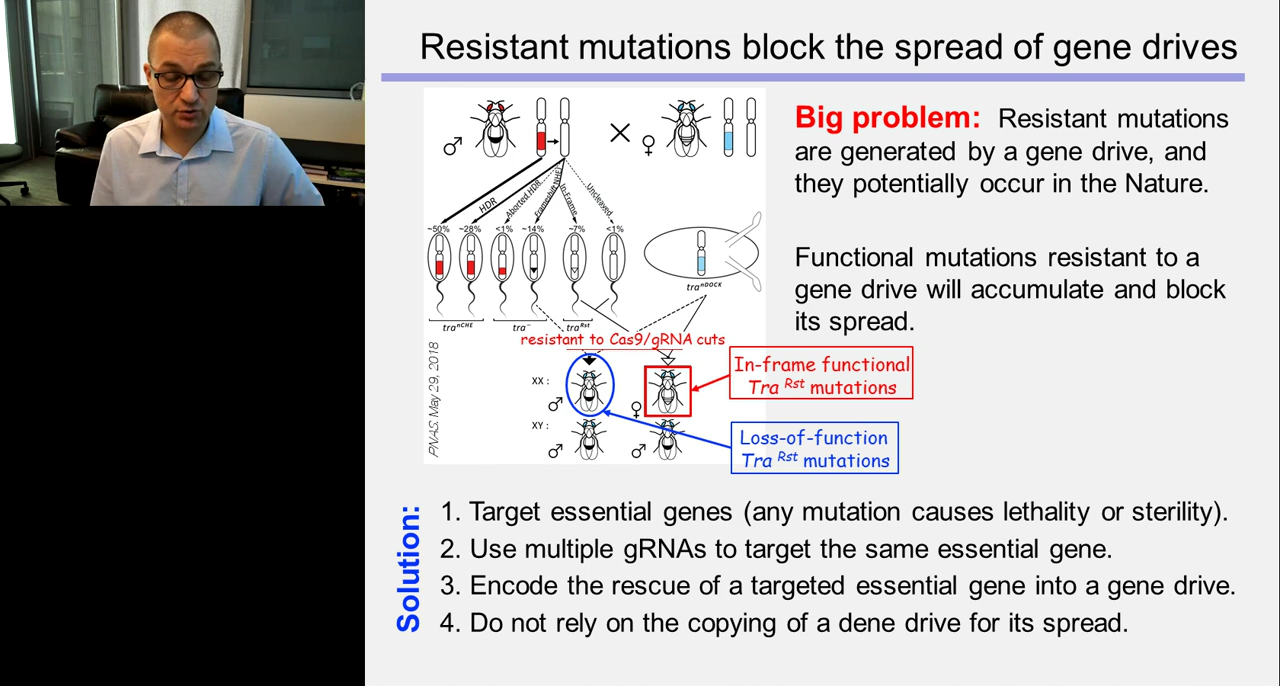 Resistant mutations block the spread of gene drives
Big problem: Resistant mutations
are generated by a gene drive, and
they potentially occur in the Nature.
Functional mutations resistant to a
gene drive will accumulate and block
its spread.
♂
×
♀
HDR
Aborted HDR
Frameshift NHEJ
In-Frame
Uncleaved
~50% ~28% <1% ~14% ~7% <1%
tra nDOCK
tra nCHE tra − tra Rst
resistant to Cas9/gRNA cuts
PNAS. May 29, 2018
XX : ♂ ♀
XY : ♂ ♂
In-frame functional
Tra Rst mutations
Loss-of-function
Tra Rst mutations
Solution:
1. Target essential genes (any mutation causes lethality or sterility).
2. Use multiple gRNAs to target the same essential gene.
3. Encode the rescue of a targeted essential gene into a gene drive.
4. Do not rely on the copying of a dene drive for its spread.